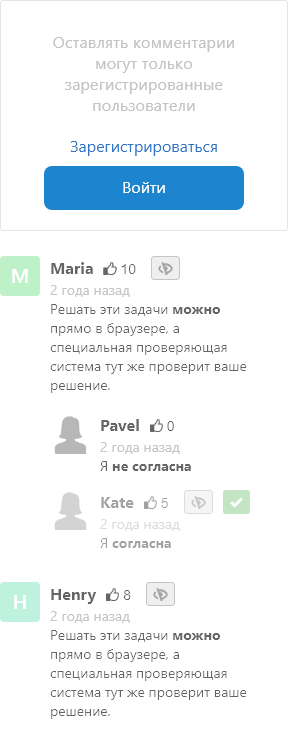 Оставлять комментарии
могут только
зарегистрированные
пользователи
Зарегистрироваться
Войти
M
Maria 10
2 года назад
Решать эти задачи можно
прямо в браузере, а
специальная проверяющая
система тут же проверит ваше
решение.
Pavel 0
2 года назад
Я не согласна
Kate 5
2 года назад
Я согласна
H
Henry 8
2 года назад
Решать эти задачи можно
прямо в браузере, а
специальная проверяющая
система тут же проверит ваше
решение.